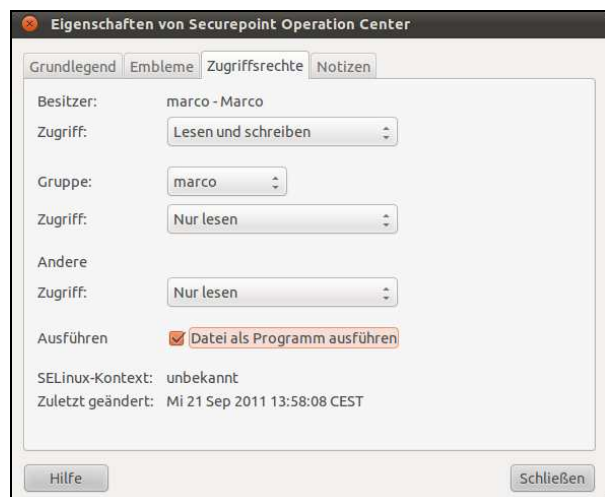 Eigenschaften von Securepoint Operation Center
Grundlegend Embleme Zugriffsrechte Notizen
Besitzer: marco - Marco
Zugriff: Lesen und schreiben
Gruppe: marco
Zugriff: Nur lesen
Andere
Zugriff: Nur lesen
Ausführen Datei als Programm ausführen
SELinux-Kontext: unbekannt
Zuletzt geändert: Mi 21 Sep 2011 13:58:08 CEST
Hilfe Schließen